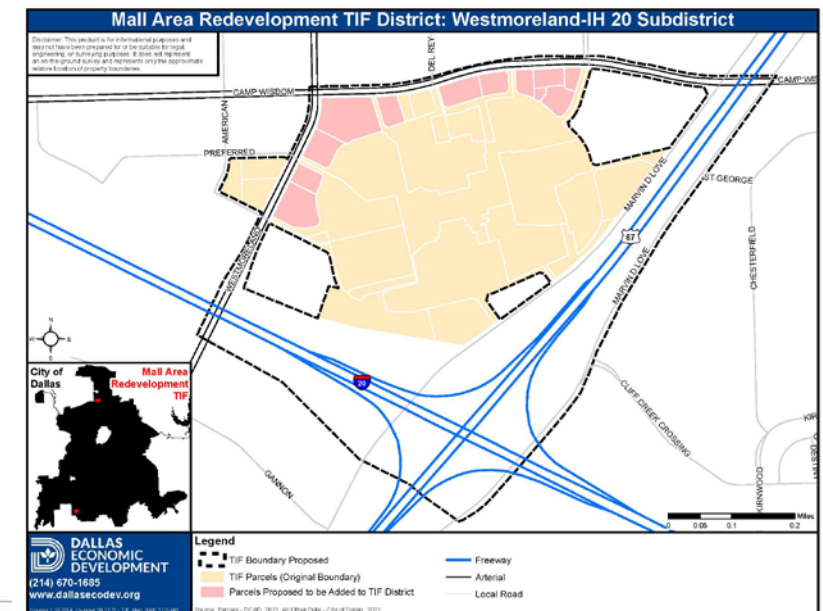 Mall Area Redevelopment TIF District: Westmoreland-IH 20 Subdistrict
Disclaimer: This product is for informational purposes and
may not have been prepared for or be suitable for legal,
engineering, or surveying purposes. It does not represent
an on-the-ground survey and represents only the approximate
relative location of property boundaries.
DEL REY
CAMP WISDOM
CAMP WIS
AMERICAN
PREFERRED
MARVIN D LOVE
ST GEORGE
67
WESTMORELAND
MARVIN D LOVE
CHESTERFIELD
N
W
E
S
20
City of
Dallas
Mall Area
Redevelopment
TIF
CLIFF CREEK CROSSING
GANNON
KIRNWOOD
Miles
0 0.05 0.1 0.2
DALLAS
ECONOMIC
DEVELOPMENT
(214) 670-1685
www.dallasecodev.org
Legend
TIF Boundary Proposed
TIF Parcels (Original Boundary)
Parcels Proposed to be Added to TIF District
Freeway
Arterial
Local Road